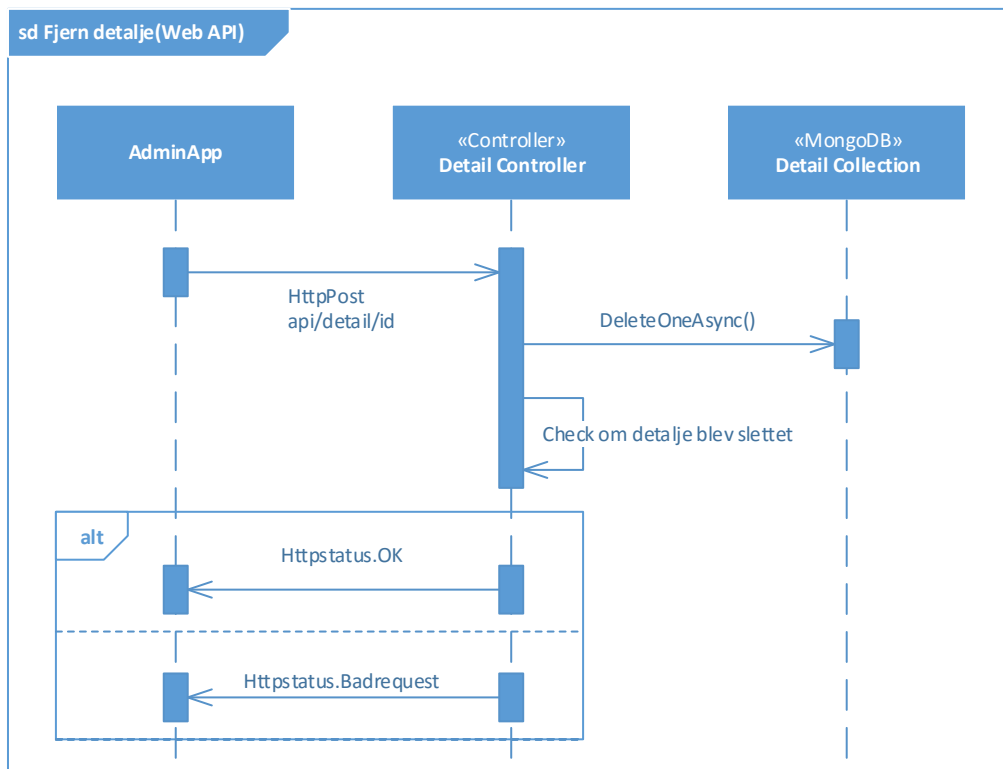 sd Fjern detalje(Web API)
AdminApp
«Controller»
Detail Controller
«MongoDB»
Detail Collection
HttpPost
api/detail/id
DeleteOneAsync()
Check om detalje blev slettet
alt
Httpstatus.OK
Httpstatus.Badrequest